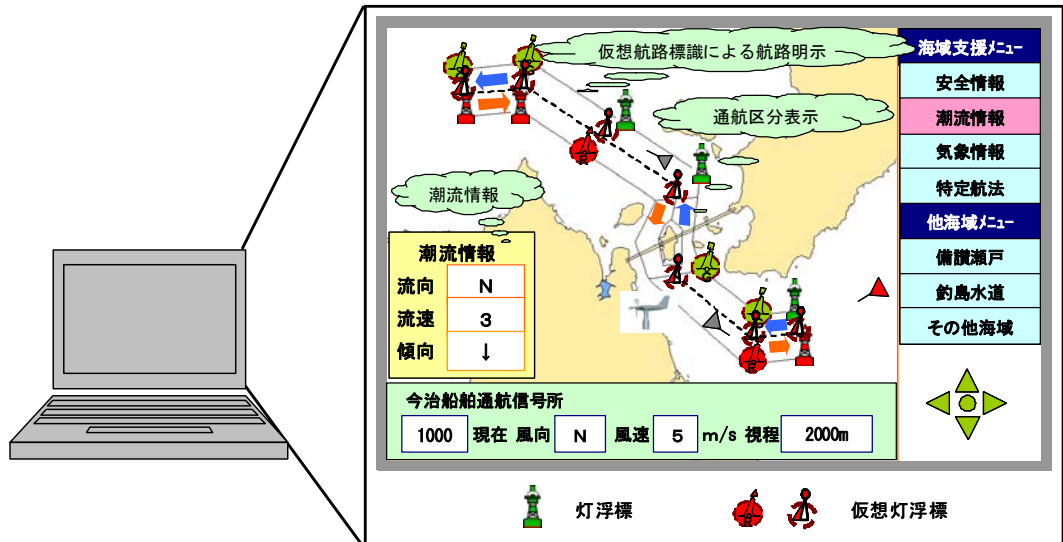 仮想航路標識による航路明示
通航区分表示
潮流情報
潮流情報
流向 N
流速 3
傾向 ↓
今治船舶通航信号所
1000 現在 風向 N 風速 5 m/s 視程 2000m
海域支援メニュー
安全情報
潮流情報
気象情報
特定航法
他海域メニュー
備讃瀬戸
釣島水道
その他海域
灯浮標
仮想灯浮標